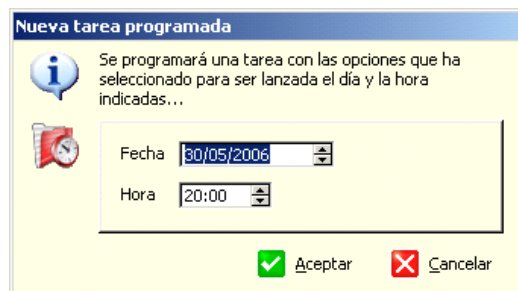 Nueva tarea programada
Se programará una tarea con las opciones que ha
seleccionado para ser lanzada el día y la hora
indicadas...
Fecha 30/05/2006
Hora 20:00
Aceptar Cancelar